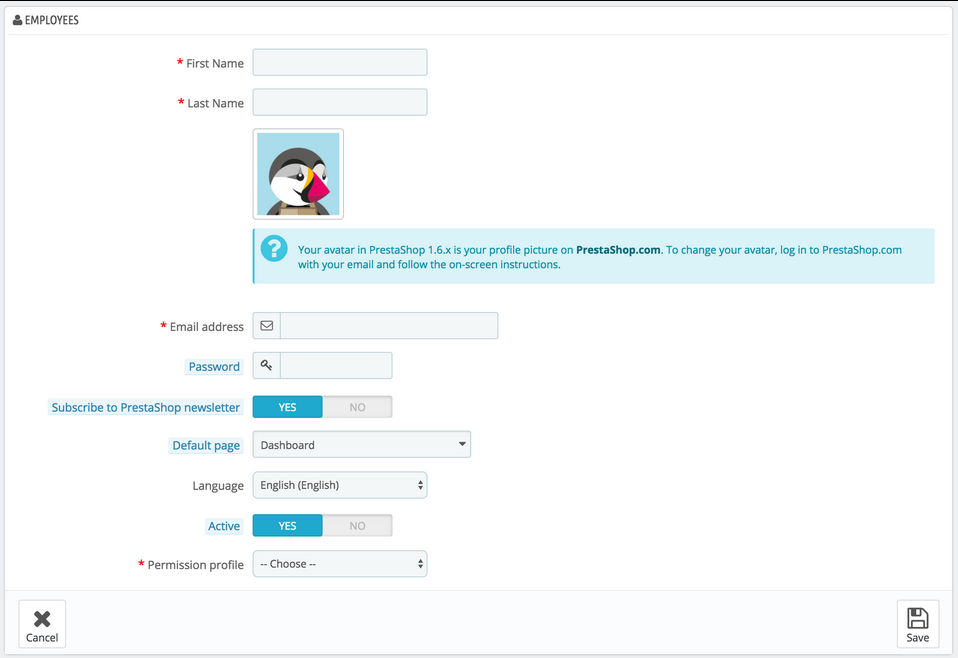 EMPLOYEES
* First Name
* Last Name
Your avatar in PrestaShop 1.6.x is your profile picture on PrestaShop.com. To change your avatar, log in to PrestaShop.com
with your email and follow the on-screen instructions.
* Email address
Password
Subscribe to PrestaShop newsletter YES NO
Default page Dashboard
Language English (English)
Active YES NO
* Permission profile -- Choose --
Cancel Save